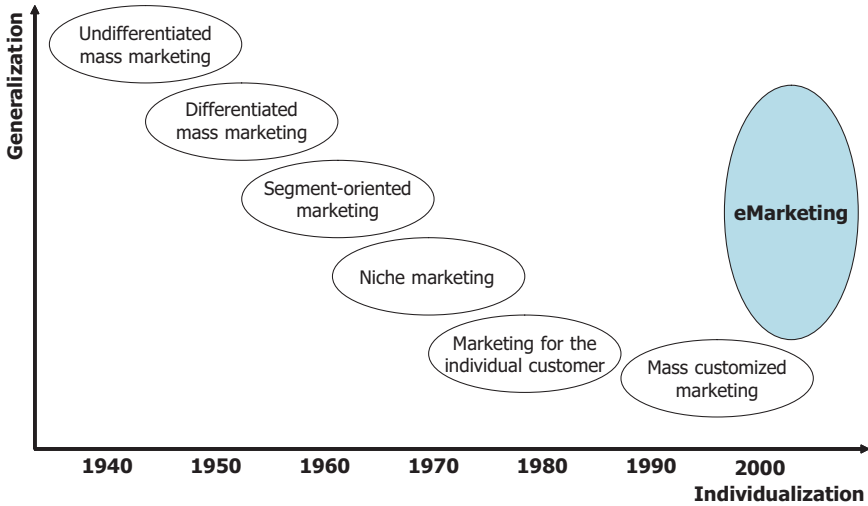 Generalization
Undifferentiated
mass marketing
Differentiated
mass marketing
Segment-oriented
marketing
Niche marketing
Marketing for the
individual customer
Mass customized
marketing
eMarketing
1940 1950 1960 1970 1980 1990 2000
Individualization